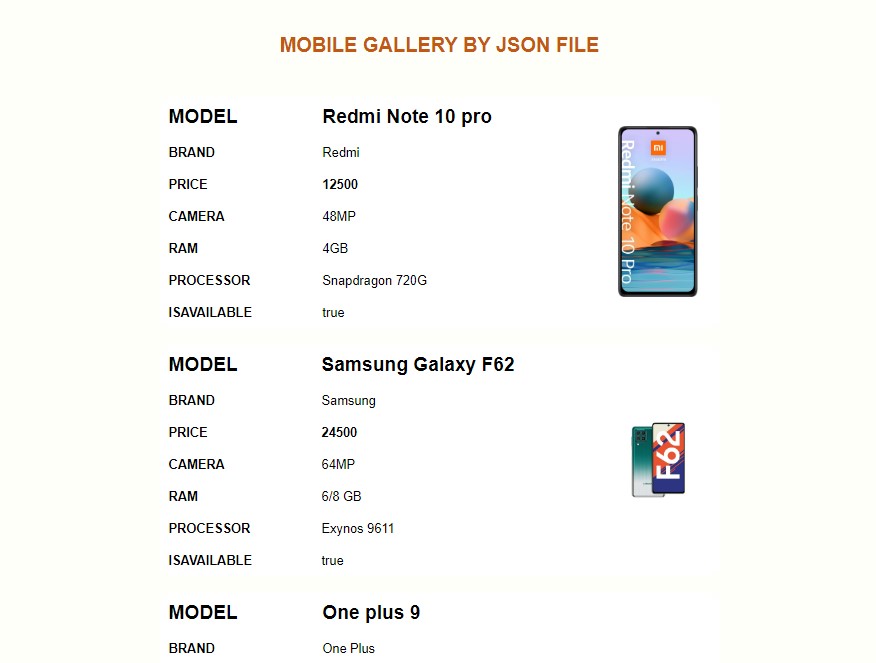 MOBILE GALLERY BY JSON FILE
MODEL Redmi Note 10 pro
BRAND Redmi
PRICE 12500
CAMERA 48MP
RAM 4GB
PROCESSOR Snapdragon 720G
ISAVAILABLE true
mi
Redmi Note 10 Pro
MODEL Samsung Galaxy F62
BRAND Samsung
PRICE 24500
CAMERA 64MP
RAM 6/8 GB
PROCESSOR Exynos 9611
ISAVAILABLE true
F62
MODEL One plus 9
BRAND One Plus